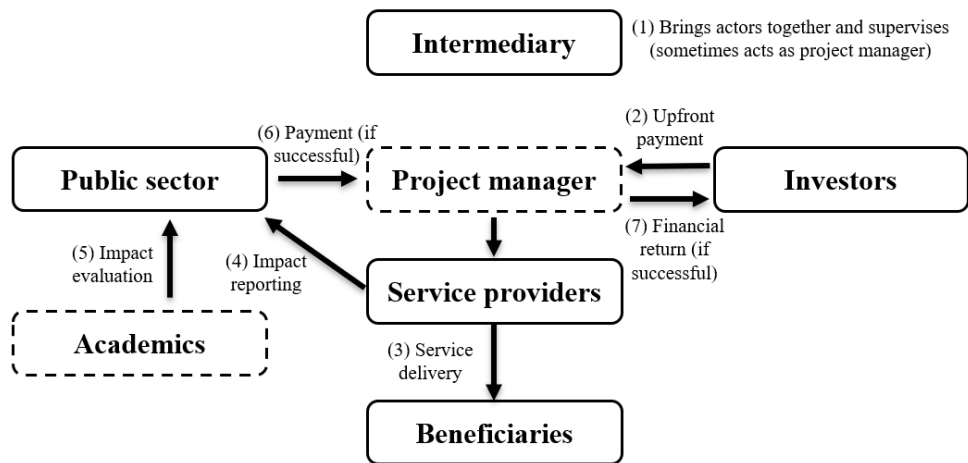 Intermediary
(1) Brings actors together and supervises
(sometimes acts as project manager)
(6) Payment (if
successful)
(2) Upfront
payment
Public sector
Project manager
Investors
(5) Impact
evaluation
(4) Impact
reporting
(7) Financial
return (if
successful)
Service providers
Academics
(3) Service
delivery
Beneficiaries